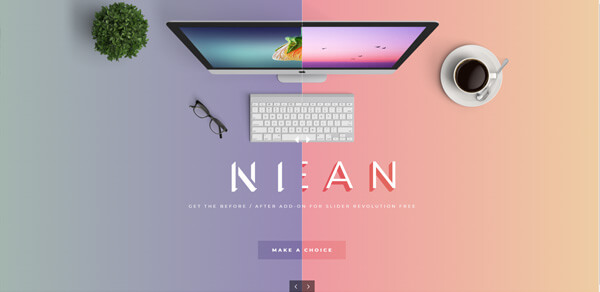 NIEAN
GET THE BEFORE / AFTER ADD-ON FOR SLIDER REVOLUTION FREE
MAKE A CHOICE